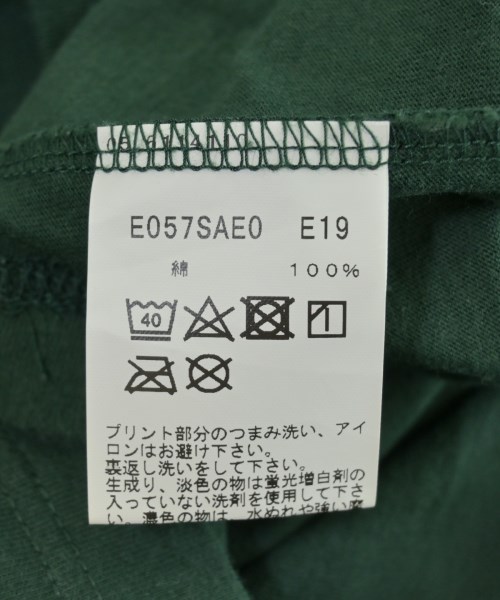 E057SAE0 E19
綿 100%
40
プリント部分のつまみ洗い、アイ
ロンはお避け下さい。
裏返し洗いをして下さい。
生成り、淡色の物は蛍光増白剤の
入っていない洗剤を使用して下さ
い。濃色の物は、水ぬれや強い摩